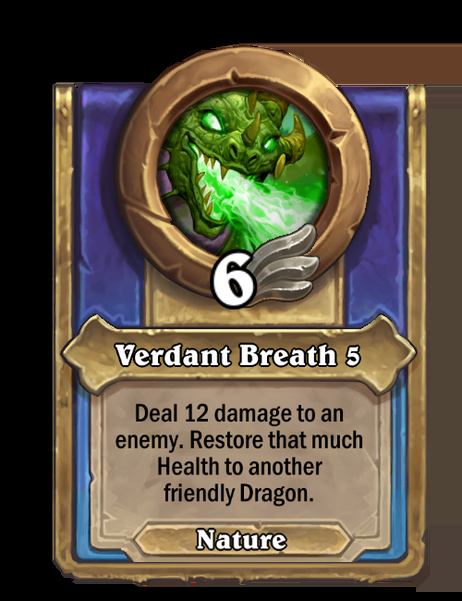 6
Verdant Breath 5
Deal 12 damage to an
enemy. Restore that much
Health to another
friendly Dragon.
Nature